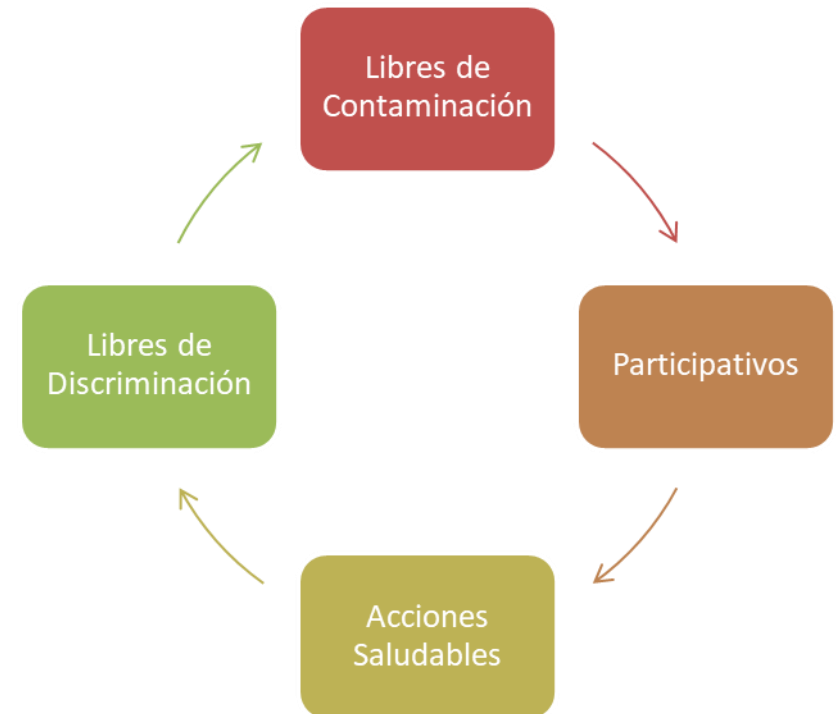 Libres de
Contaminación
Participativos
Acciones
Saludables
Libres de
Discriminación